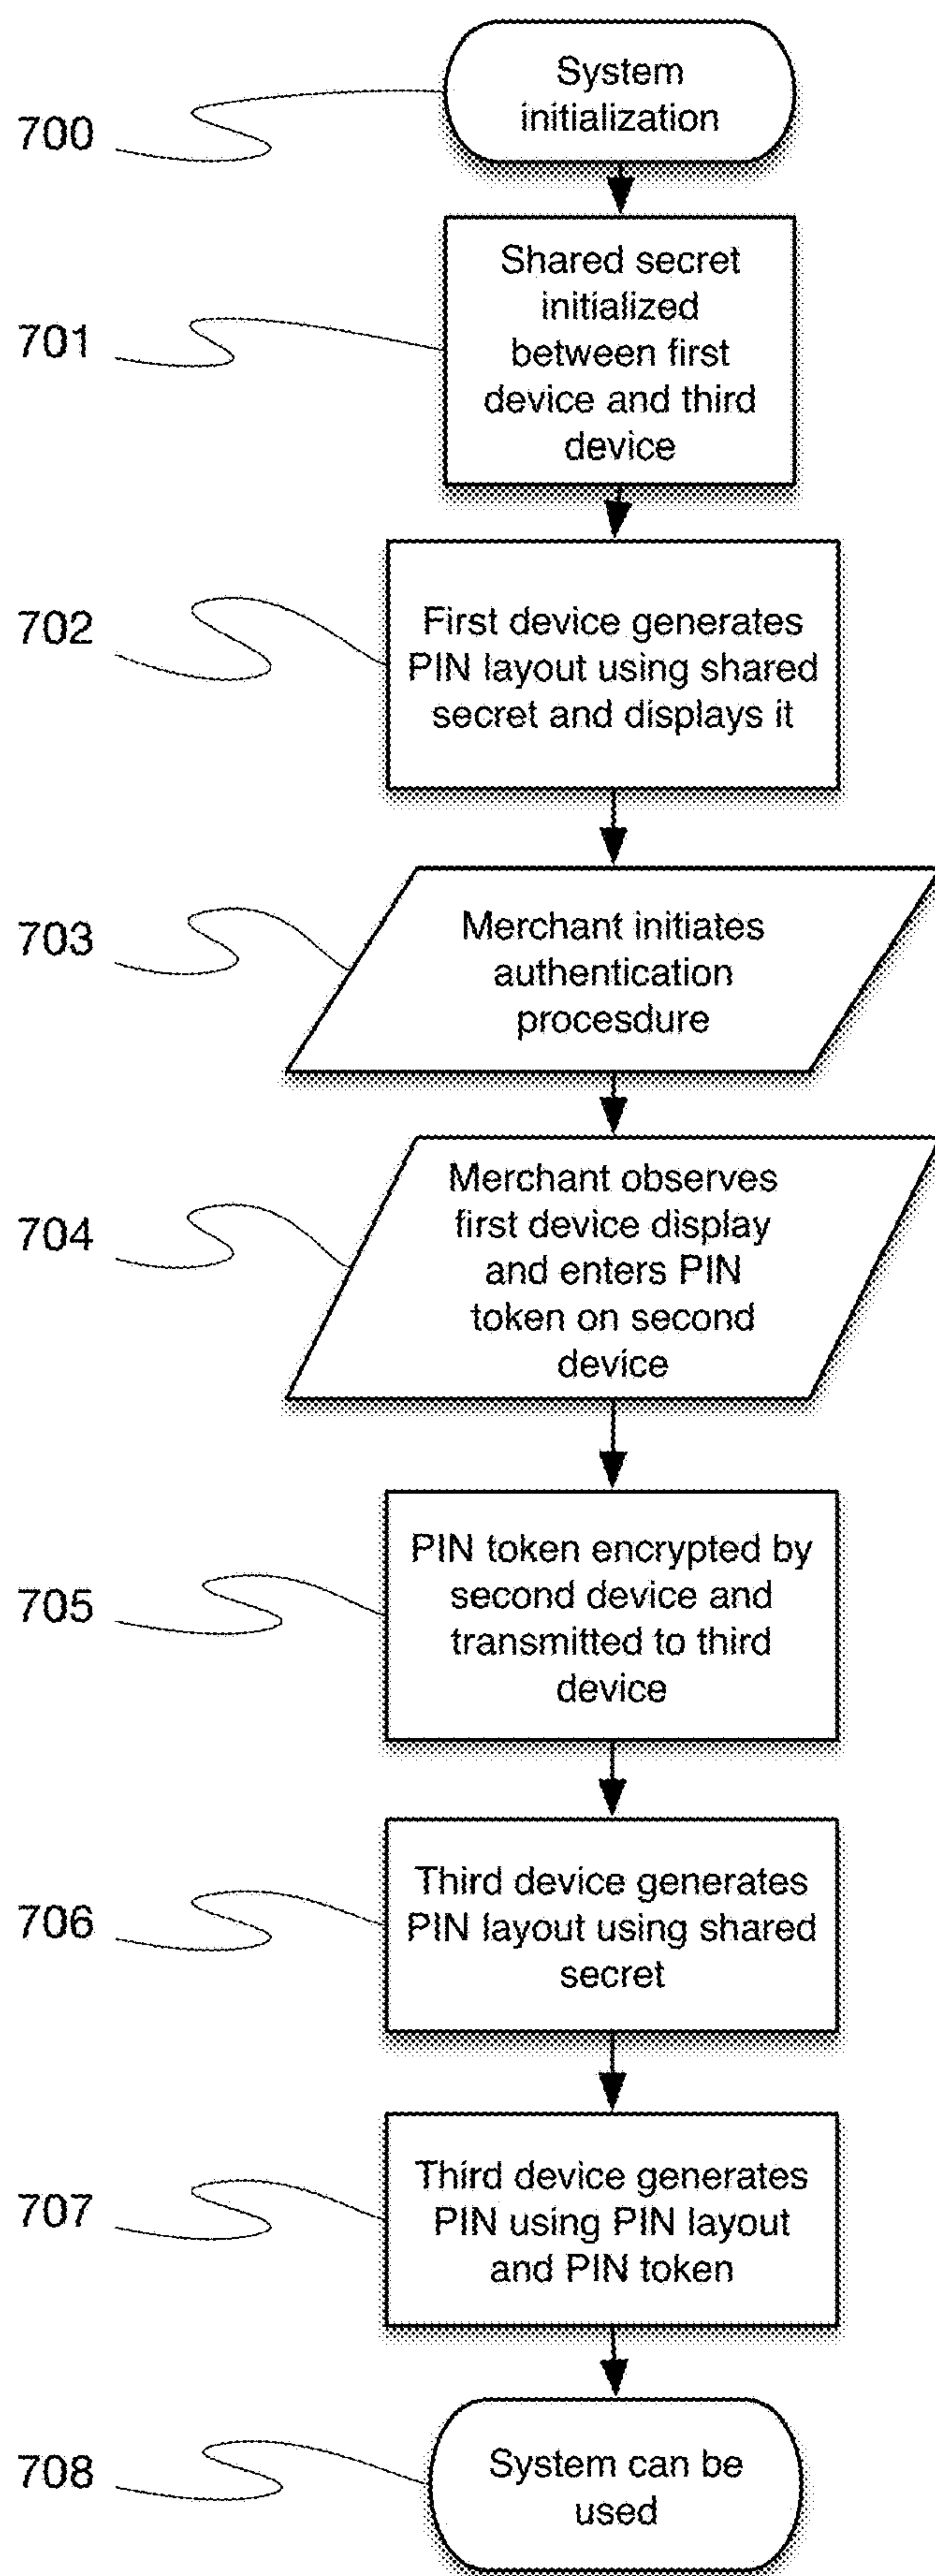 700
System
initialization
701
Shared secret
initialized
between first
device and third
device
702
First device generates
PIN layout using shared
secret and displays it
703
Merchant initiates
authentication
procesdure
704
Merchant observes
first device display
and enters PIN
token on second
device
705
PIN token encrypted by
second device and
transmitted to third
device
706
Third device generates
PIN layout using shared
secret
707
Third device generates
PIN using PIN layout
and PIN token
708
System can be
used